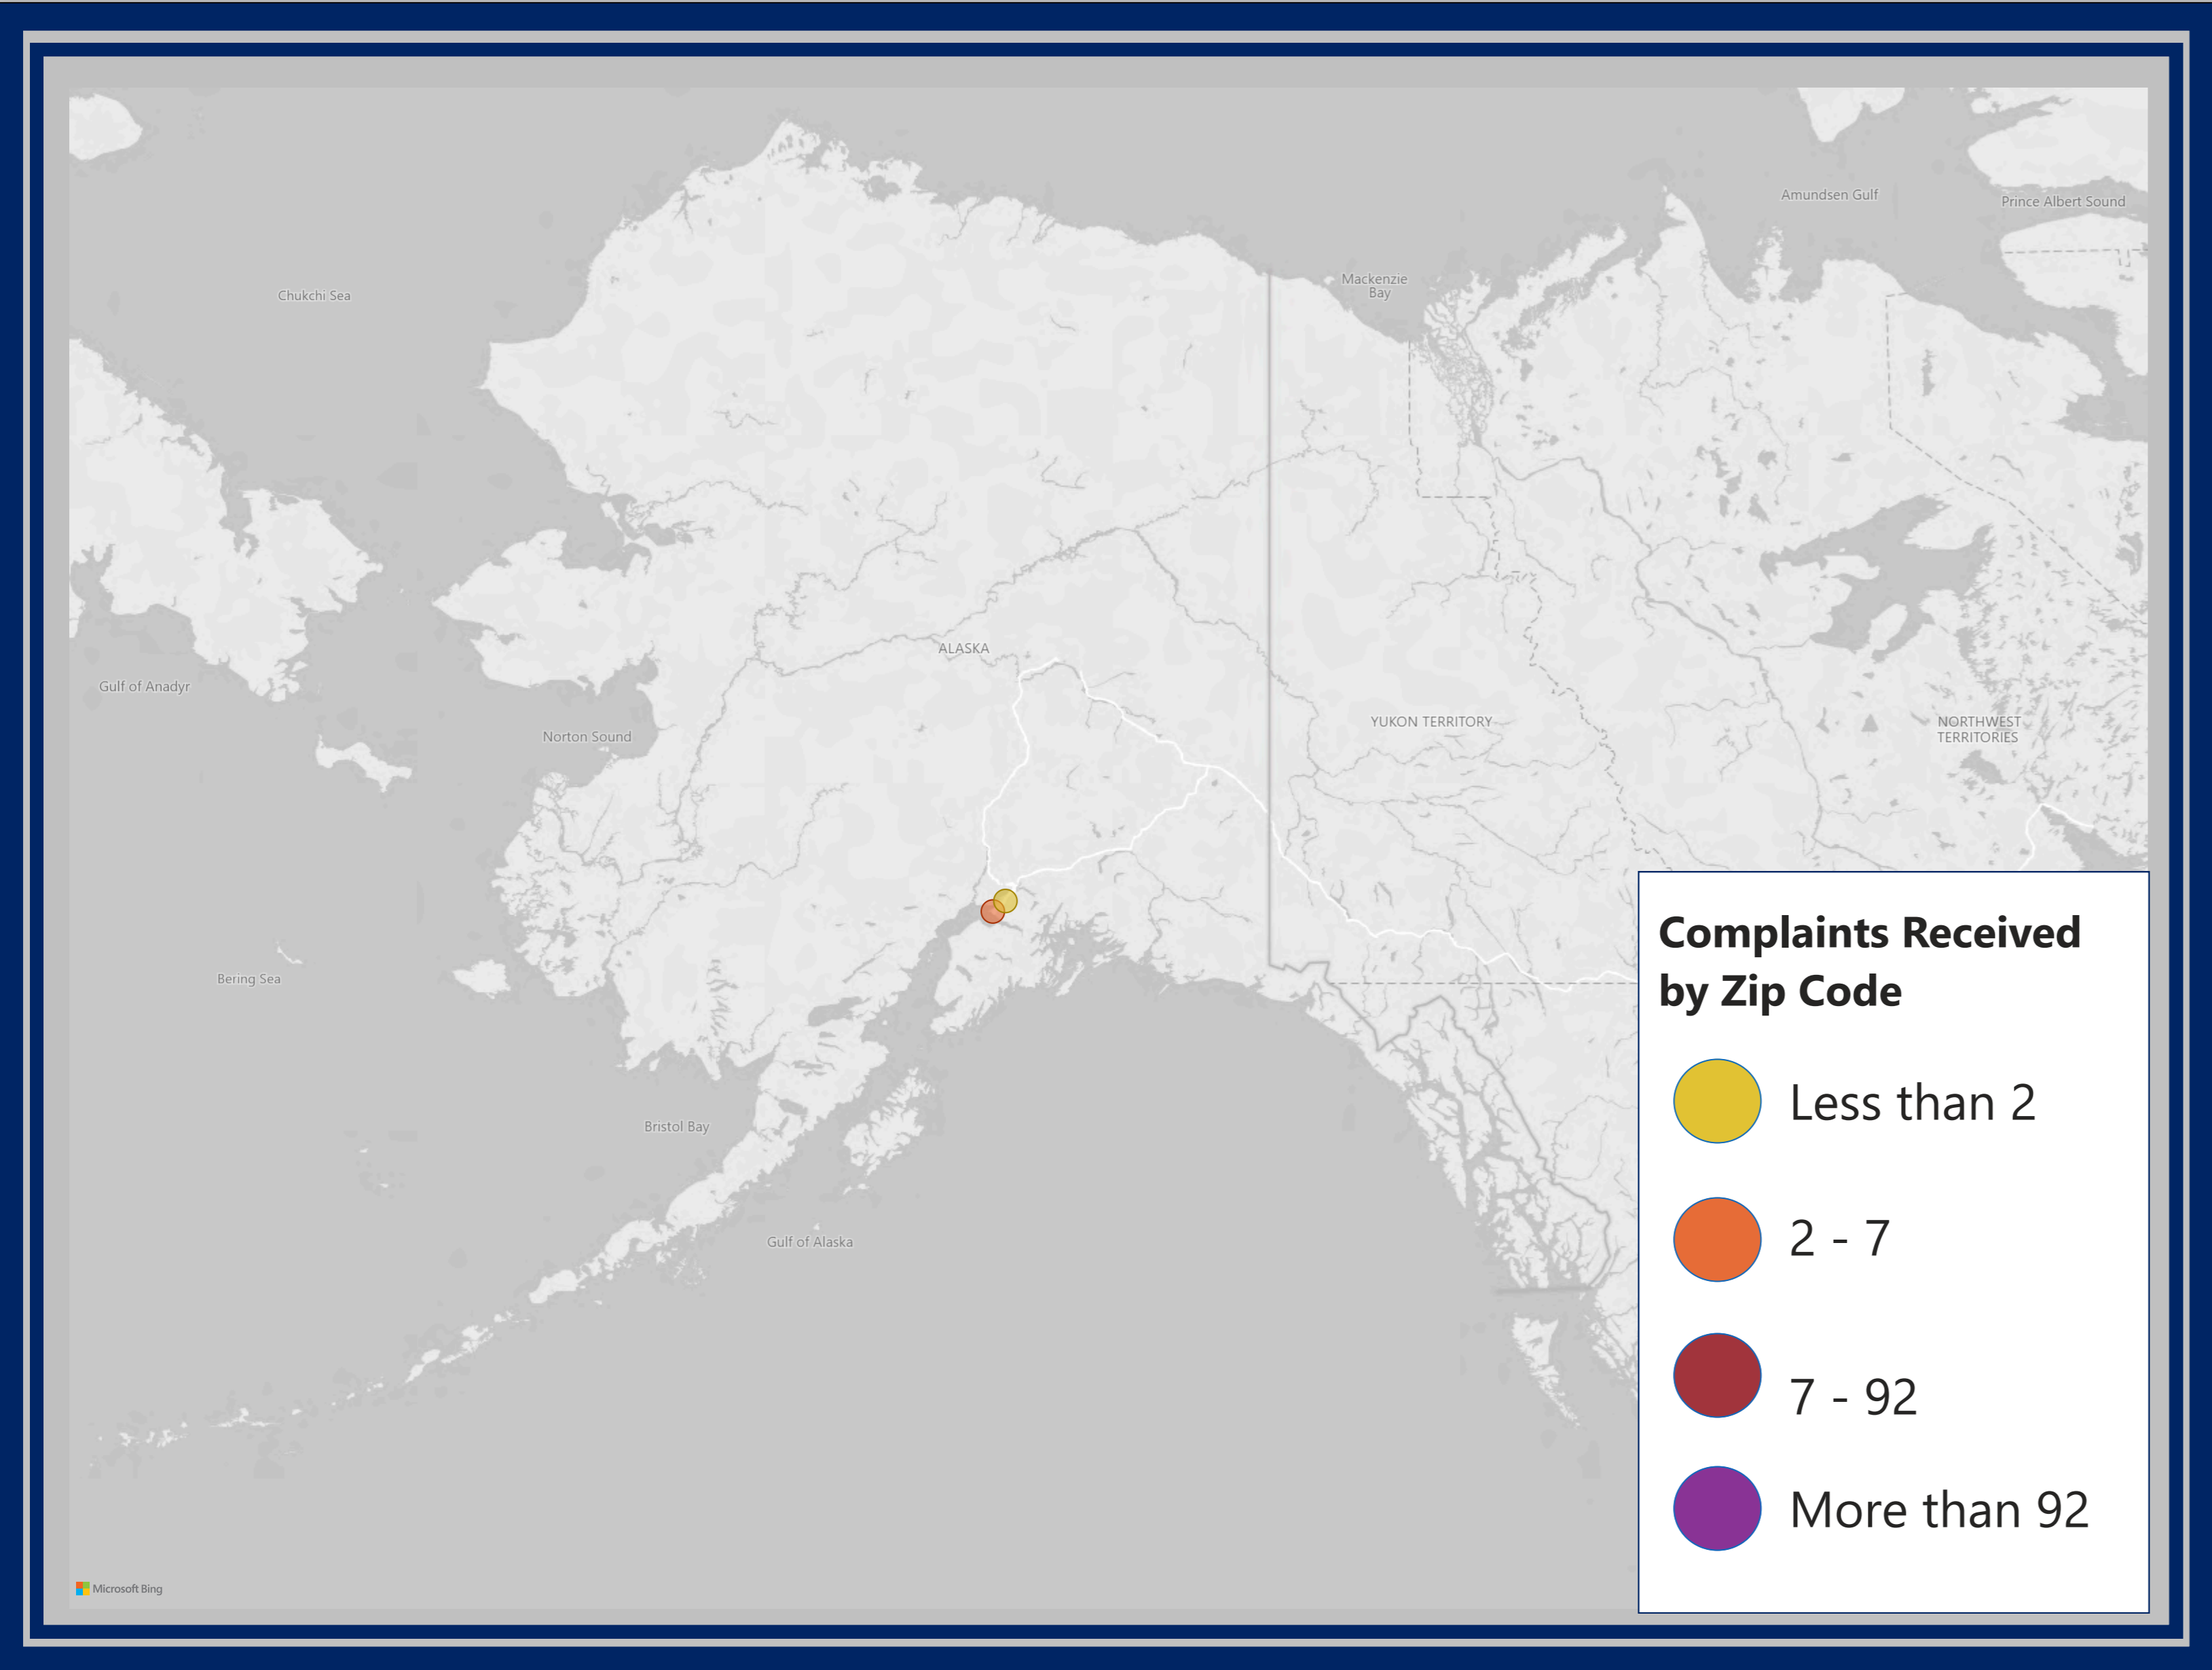 Amundsen Gulf
Prince Albert Sound
Mackenzie
Bay
Chukchi Sea
ALASKA
Gulf of Anadyr
YUKON TERRITORY
NORTHWEST
TERRITORIES
Norton Sound
Bering Sea
Bristol Bay
Gulf of Alaska
Complaints Received
by Zip Code
Less than 2
2 - 7
7 - 92
More than 92
Microsoft Bing